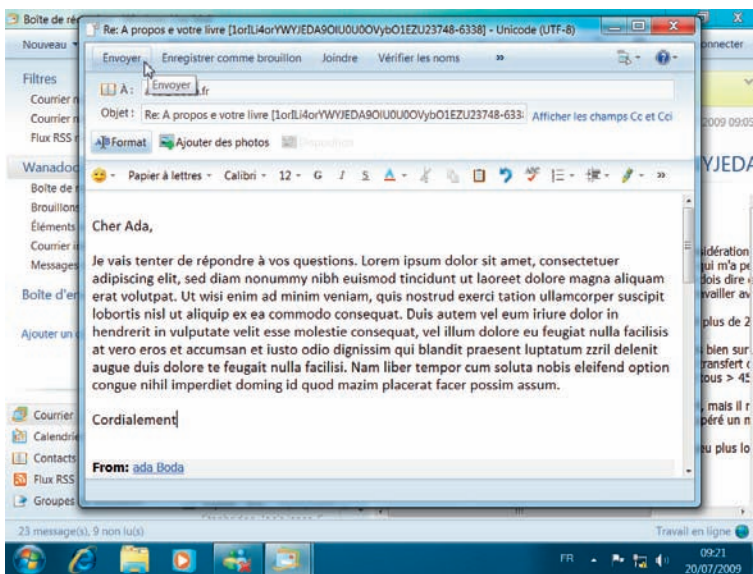 Boîte de ré
Re: A propos e votre livre [1orILi4orYWYJEDA9OIU0U0OVybO1EZU23748-6338] - Unicode (UTF-8)
Nouveau
Envoyer Enregistrer comme brouillon Joindre Vérifier les noms »
onnecter
Filtres
Courrier n
Courrier n
Flux RSS n
À :
Envoyer
.fr
Objet : Re: A propos e votre livre [1orILi4orYWYJEDA9OIU0U0OVybO1EZU23748-633 Afficher les champs Cc et Cci
2009 09:05
Format Ajouter des photos
Wanadoo
YJEDA
Papier à lettres Calibri 12 G I S A »
Boîte de r
Brouillons
Éléments
Courrier i
Messages
Boîte d'en
Ajouter un c
Cher Ada,
Je vais tenter de répondre à vos questions. Lorem ipsum dolor sit amet, consectetuer
adipiscing elit, sed diam nonummy nibh euismod tincidunt ut laoreet dolore magna aliquam
erat volutpat. Ut wisi enim ad minim veniam, quis nostrud exerci tation ullamcorper suscipit
lobortis nisl ut aliquip ex ea commodo consequat. Duis autem vel eum iriure dolor in
hendrerit in vulputate velit esse molestie consequat, vel illum dolore eu feugiat nulla facilisis
at vero eros et accumsan et iusto odio dignissim qui blandit praesent luptatum zzril delenit
augue duis dolore te feugait nulla facilisi. Nam liber tempor cum soluta nobis eleifend option
congue nihil imperdiet doming id quod mazim placerat facer possim assum.
Cordialement
From: ada Boda
idération
qui m'a pe
dois dire
availler av
plus de 2
bien sur
transfert
tous > 4
, mais il r
péré un n
eu plus lo
Courrier
Calendrie
Contacts
Flux RSS
Groupes
23 message(s), 9 non lu(s)
Travail en ligne
FR
09:21
20/07/2009